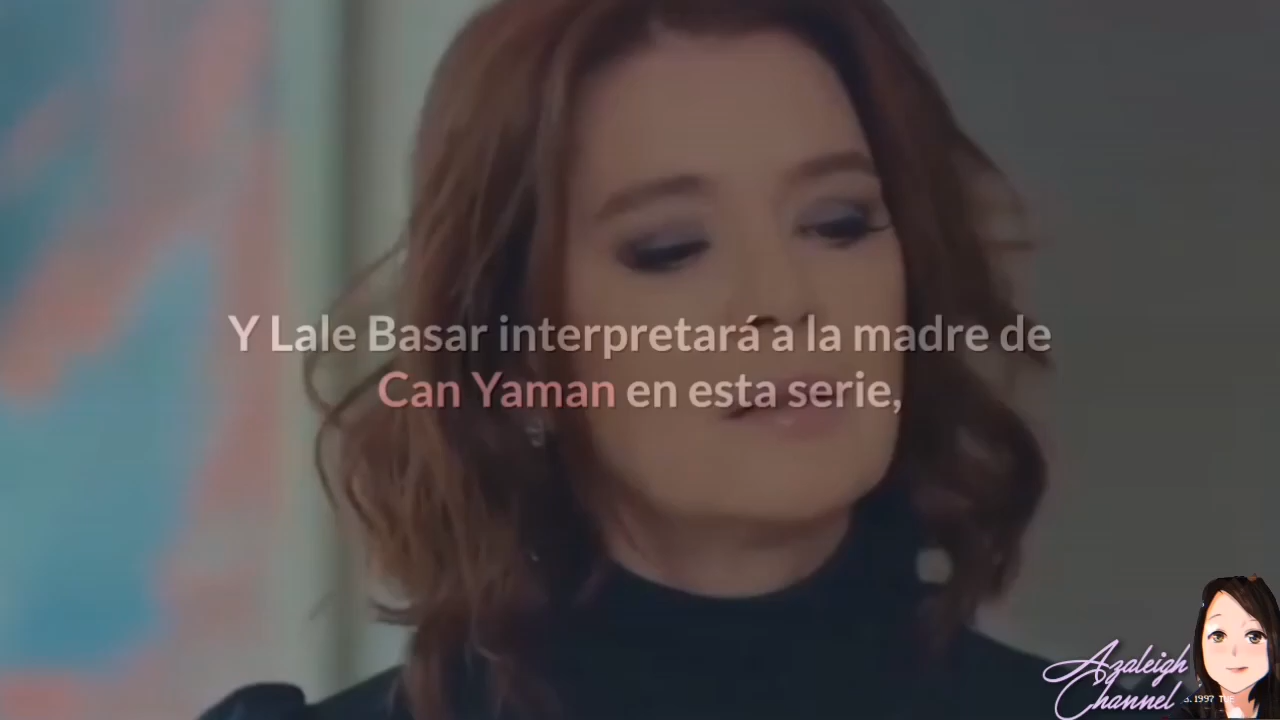 Y Lale Basar interpretará a la madre de
Can Yaman en esta serie,
Azaleigh
Channel